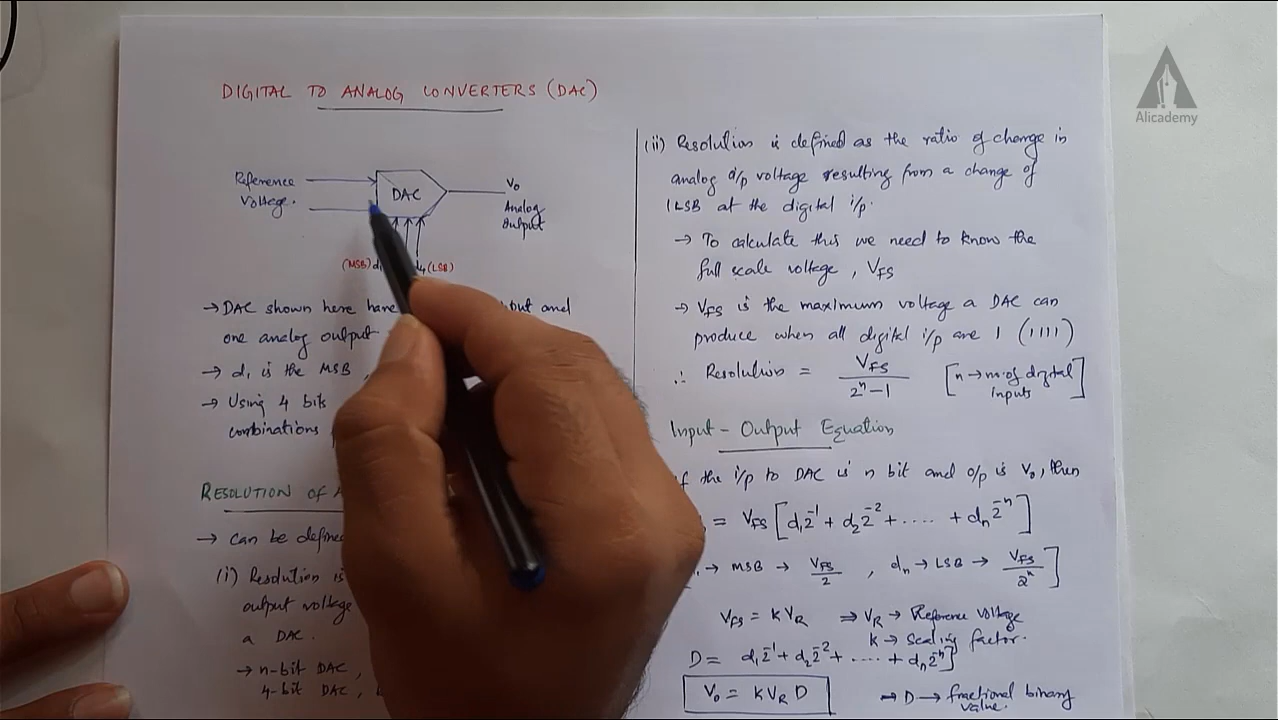 DIGITAL TO ANALOG CONVERTERS (DAC)
Reference
Voltage.
DAC
Vo
Analog
Output
(MSB) d1 d4 (LSB)
→ DAC shown here have put and
one analog output
→ d1 is the MSB
→ Using 4 bits
combinations
RESOLUTION OF A
→ can be define
(i) Resolution is
output voltage
a DAC.
→ n-bit DAC,
4-bit DAC,
Alicademy
(ii) Resolution is defined as the ratio of change in
analog o/p voltage resulting from a change of
1LSB at the digital i/p.
→ To calculate this we need to know the
full scale voltage, VFS
→ VFS is the maximum voltage a DAC can
produce when all digital i/p are 1 (1111)
∴ Resolution = VFS / 2^n - 1 [n → no. of digital
inputs]
Input - Output Equation
If the i/p to DAC is n bit and o/p is Vo, then
= VFS [d1 2^-1 + d2 2^-2 + ..... + dn 2^-n]
→ MSB → VFS/2 , dn → LSB → VFS/2^n]
VFS = K VR ⇒ VR → Reference voltage
K → Scaling factor.
D = d1 2^-1 + d2 2^-2 + ..... + dn 2^-n]
Vo = K VR D ⇒ D → fractional binary
value.